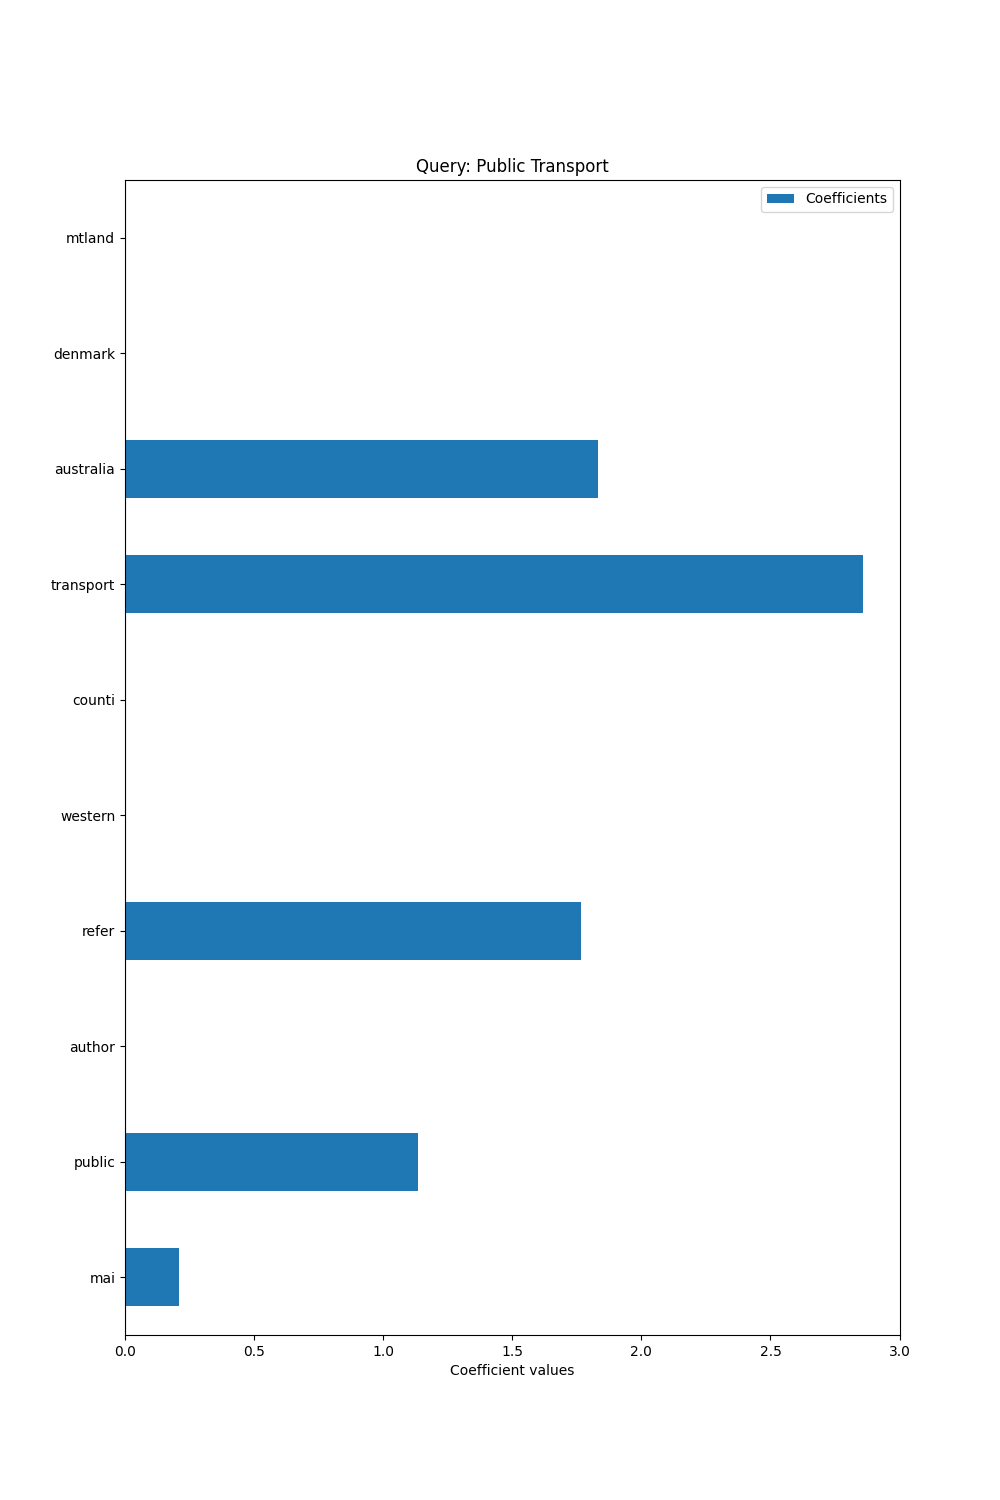 Query: Public Transport
Coefficients
mtland
denmark
australia
transport
counti
western
refer
author
public
mai
0.0 0.5 1.0 1.5 2.0 2.5 3.0
Coefficient values